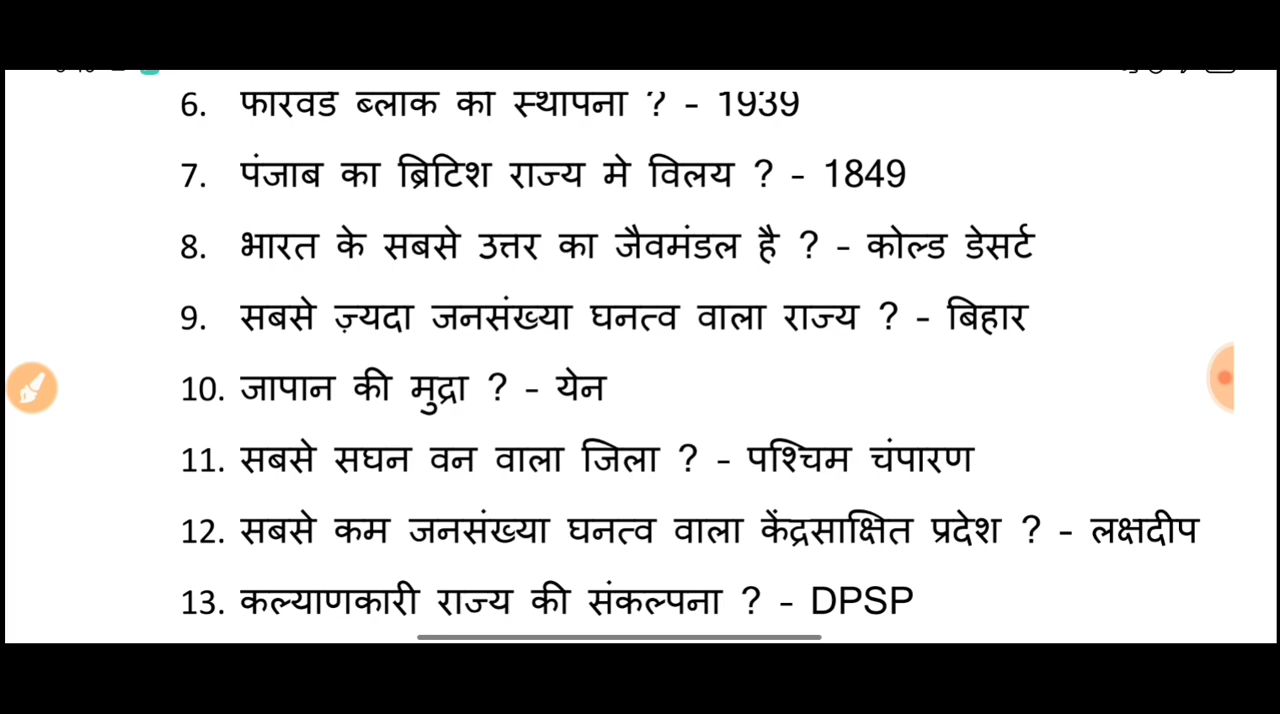 6. फारवर्ड ब्लाक की स्थापना ? - 1939
7. पंजाब का ब्रिटिश राज्य मे विलय ? - 1849
8. भारत के सबसे उत्तर का जैवमंडल है ? - कोल्ड डेसर्ट
9. सबसे ज़्यदा जनसंख्या घनत्व वाला राज्य ? - बिहार
10. जापान की मुद्रा ? - येन
11. सबसे सघन वन वाला जिला ? - पश्चिम चंपारण
12. सबसे कम जनसंख्या घनत्व वाला केंद्रसाक्षित प्रदेश ? - लक्षदीप
13. कल्याणकारी राज्य की संकल्पना ? - DPSP